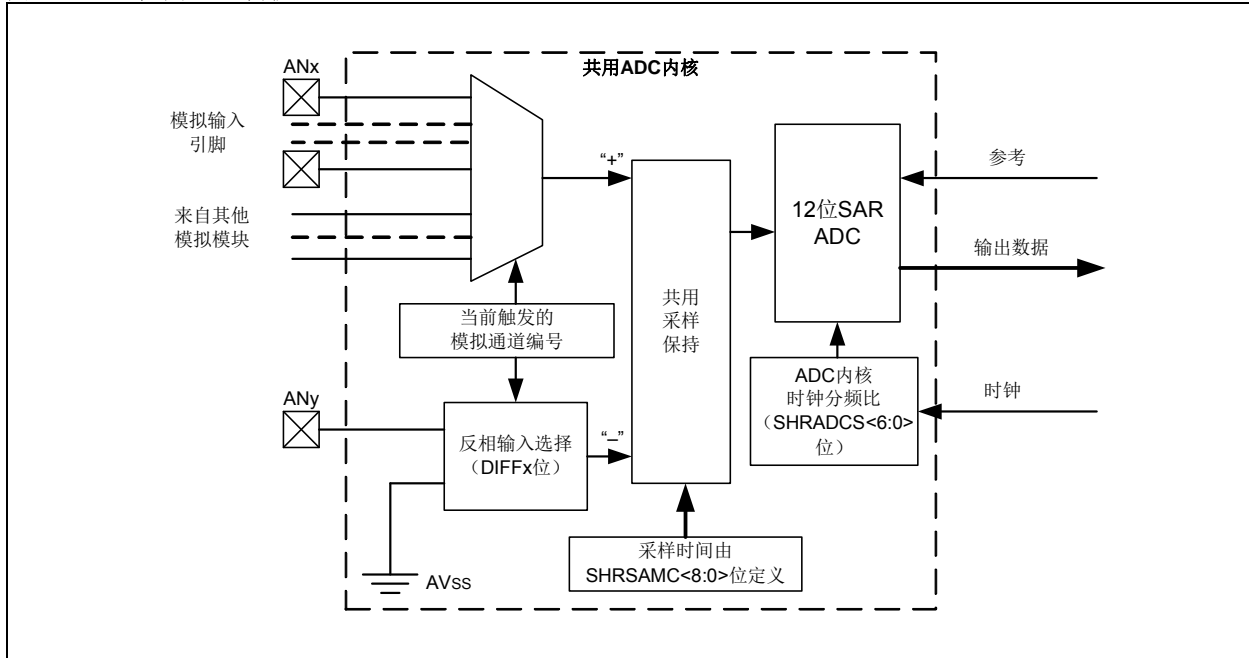 共用ADC内核
ANx
模拟输入
引脚
来自其他
模拟模块
“+”
12位SAR
ADC
参考
输出数据
共用
采样
保持
当前触发的
模拟通道编号
ANy
反相输入选择
（DIFFx位）
“–”
ADC内核
时钟分频比
（SHRADCS<6:0>
位）
时钟
采样时间由
SHRSAMC<8:0>位定义
AVSS